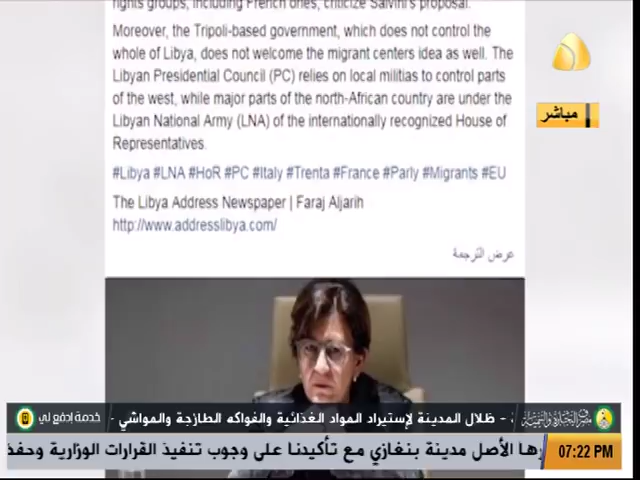 rights groups, including French ones, criticize Salvini's proposal.
Moreover, the Tripoli-based government, which does not control the
whole of Libya, does not welcome the migrant centers idea as well. The
Libyan Presidential Council (PC) relies on local militias to control parts
of the west, while major parts of the north-African country are under the
Libyan National Army (LNA) of the internationally recognized House of
Representatives.
#Libya #LNA #HoR #PC #Italy #Trenta #France #Parly #Migrants #EU
The Libya Address Newspaper | Faraj Aljarih
http://www.addresslibya.com/
عرض الترجمة
مباشر
- ظلال المدينة لإستيراد المواد الغذائية والفواكه الطازجة والمواشي -
خدمة إدفع لي
الأصل مدينة بنغازي مع تأكيدنا على وجوب تنفيذ القرارات الوزارية
07:22 PM